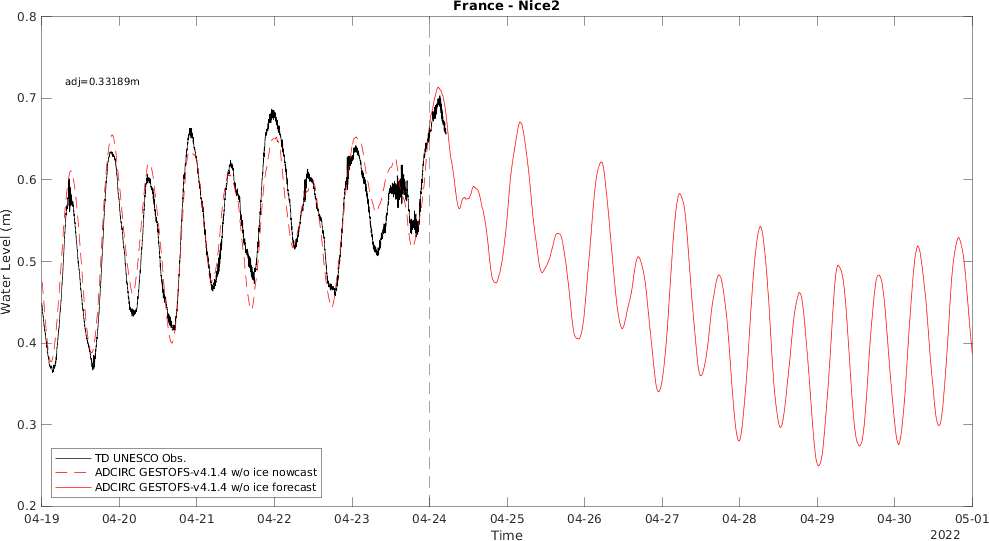 France - Nice2
0.8
0.7
0.6
0.5
0.4
0.3
0.2
Water Level (m)
adj=0.33189m
TD UNESCO Obs.
ADCIRC GESTOFS-v4.1.4 w/o ice nowcast
ADCIRC GESTOFS-v4.1.4 w/o ice forecast
04-19 04-20 04-21 04-22 04-23 04-24 04-25 04-26 04-27 04-28 04-29 04-30 05-01
Time
2022